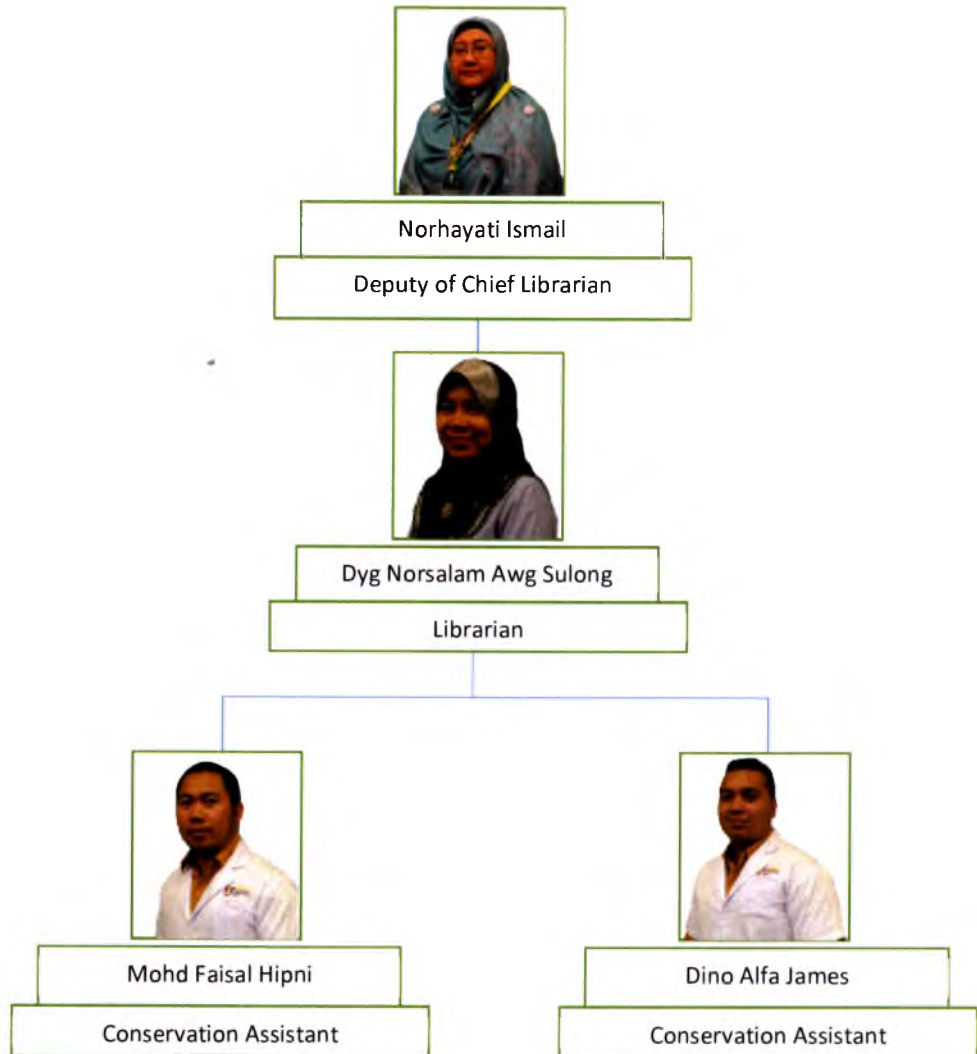 Norhayati Ismail
Deputy of Chief Librarian
Dyg Norsalam Awg Sulong
Librarian
Mohd Faisal Hipni
Conservation Assistant
Dino Alfa James
Conservation Assistant